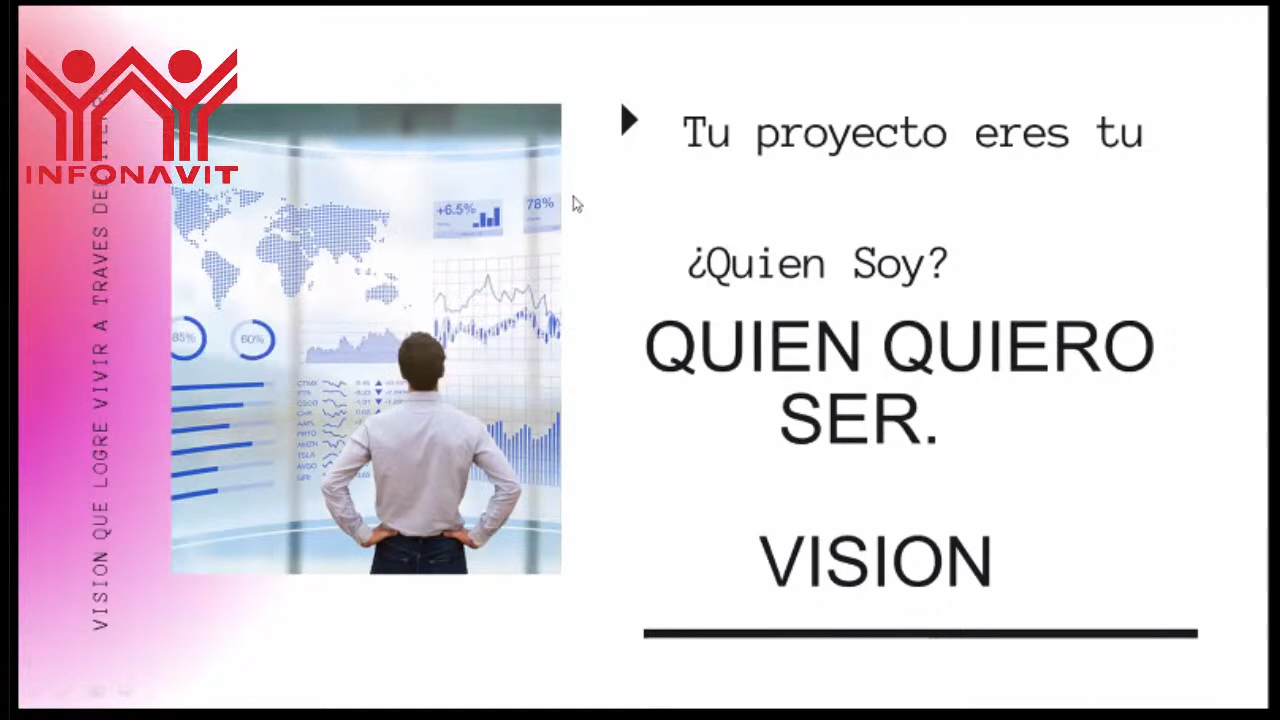 INFONAVIT
VISION QUE LOGRE VIVIR A TRAVES DE
Tu proyecto eres tu
¿Quien Soy?
QUIEN QUIERO
SER.
VISION
+6.5%
78%
85%
60%